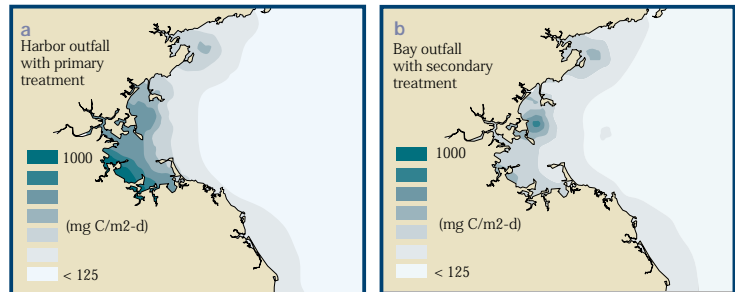 a
Harbor outfall
with primary
treatment
1000
(mg C/m2-d)
< 125
b
Bay outfall
with secondary
treatment
1000
(mg C/m2-d)
< 125